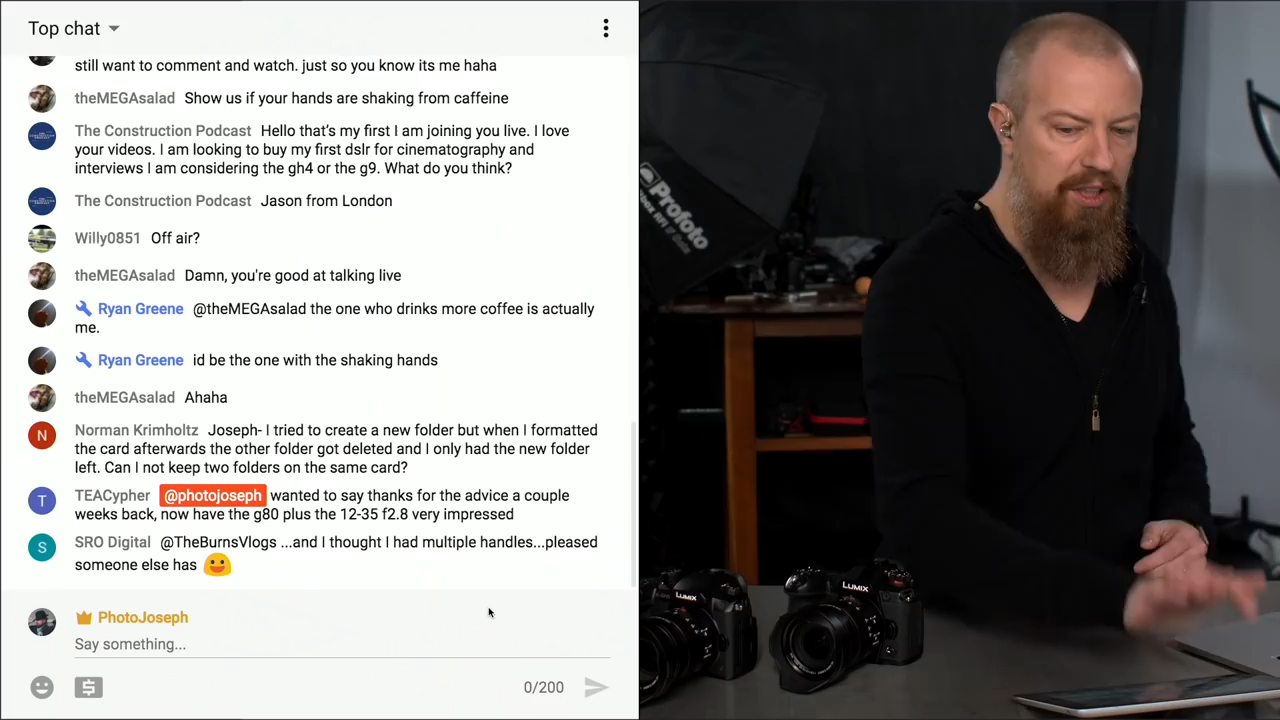 Top chat
still want to comment and watch. just so you know its me haha
theMEGAsalad Show us if your hands are shaking from caffeine
The Construction Podcast Hello that's my first I am joining you live. I love
your videos. I am looking to buy my first dslr for cinematography and
interviews I am considering the gh4 or the g9. What do you think?
The Construction Podcast Jason from London
Willy0851 Off air?
theMEGAsalad Damn, you're good at talking live
Ryan Greene @theMEGAsalad the one who drinks more coffee is actually
me.
Ryan Greene id be the one with the shaking hands
theMEGAsalad Ahaha
N Norman Krimholtz Joseph- I tried to create a new folder but when I formatted
the card afterwards the other folder got deleted and I only had the new folder
left. Can I not keep two folders on the same card?
T TEACypher @photojoseph wanted to say thanks for the advice a couple
weeks back, now have the g80 plus the 12-35 f2.8 very impressed
S SRO Digital @TheBurnsVlogs ...and I thought I had multiple handles...pleased
someone else has
PhotoJoseph
Say something...
0/200
Profoto
LUMIX
LUMIX